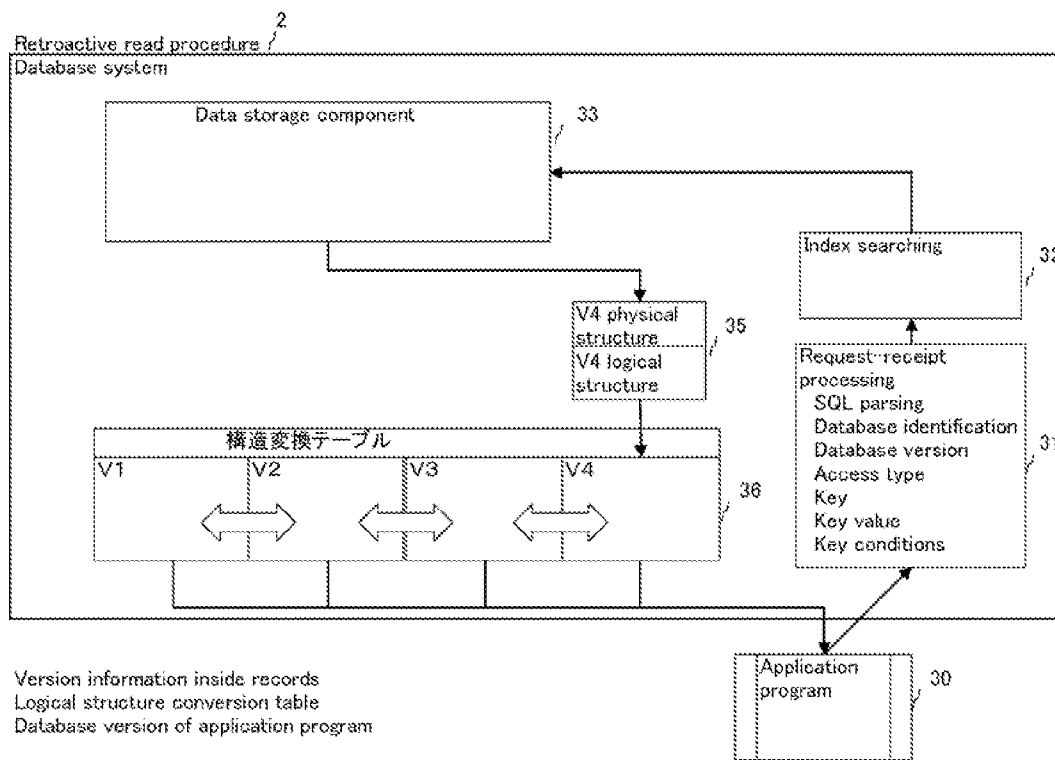 2
Retroactive read procedure
Database system
Data storage component
33
Index searching
32
V4 physical
structure
V4 logical
structure
35
Request-receipt
processing
SQL parsing
Database identification
Database version
Access type
Key
Key value
Key conditions
31
構造変換テーブル
V1
V2
V3
V4
36
Application
program
30
Version information inside records
Logical structure conversion table
Database version of application program